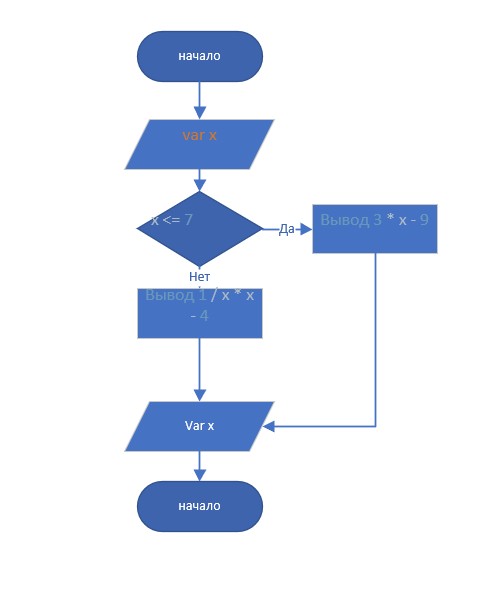 начало
var x
x <= 7
Да
Вывод 3 * x - 9
Нет
Вывод 1 / x * x
- 4
Var x
начало